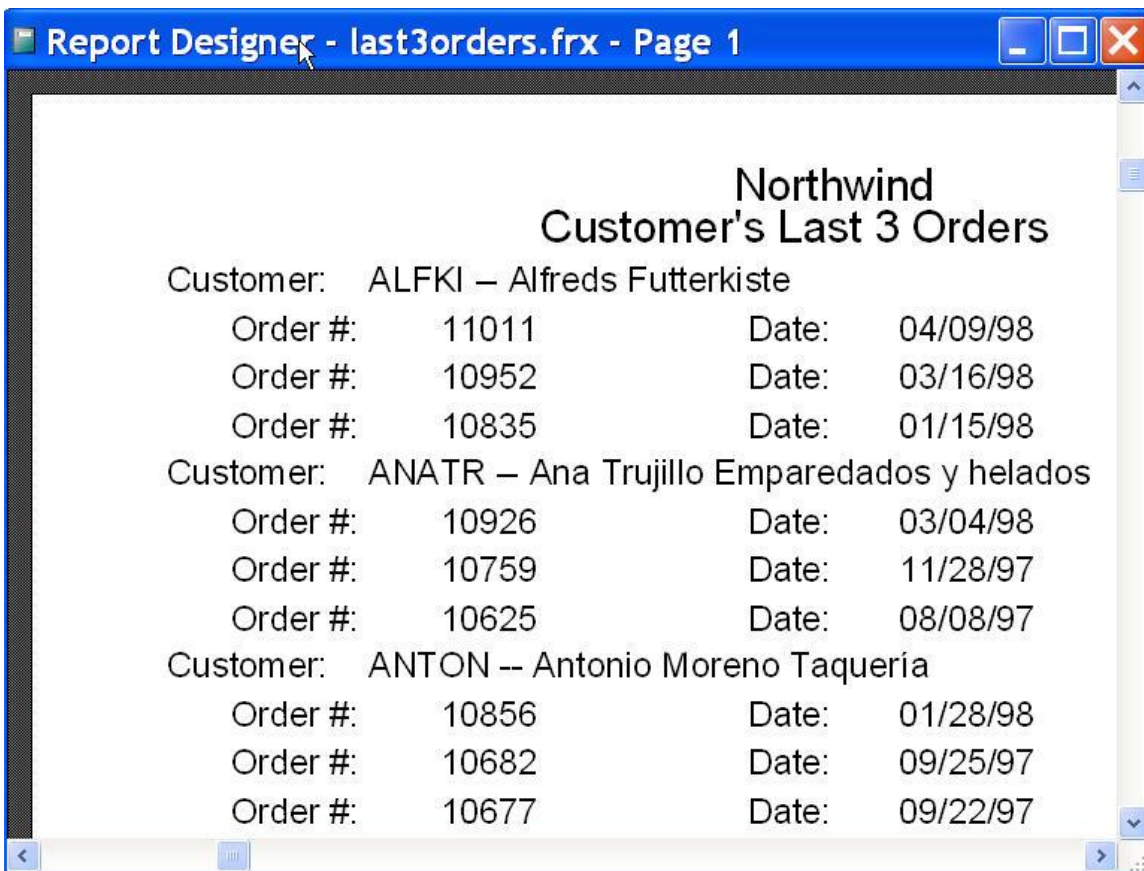 Report Designer - last3orders.frx - Page 1
Northwind
Customer's Last 3 Orders
Customer: ALFKI -- Alfreds Futterkiste
Order #: 11011 Date: 04/09/98
Order #: 10952 Date: 03/16/98
Order #: 10835 Date: 01/15/98
Customer: ANATR -- Ana Trujillo Emparedados y helados
Order #: 10926 Date: 03/04/98
Order #: 10759 Date: 11/28/97
Order #: 10625 Date: 08/08/97
Customer: ANTON -- Antonio Moreno Taquería
Order #: 10856 Date: 01/28/98
Order #: 10682 Date: 09/25/97
Order #: 10677 Date: 09/22/97